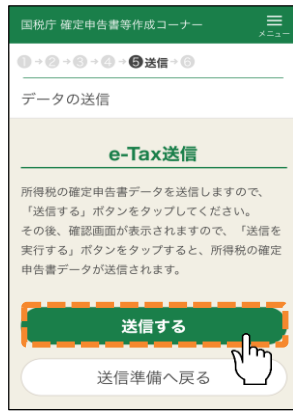 国税庁 確定申告書等作成コーナー
メニュー
1→2→3→4→5送信→6
データの送信
e-Tax送信
所得税の確定申告書データを送信しますので、
「送信する」ボタンをタップしてください。
その後、確認画面が表示されますので、「送信を
実行する」ボタンをタップすると、所得税の確定
申告書データが送信されます。
送信する
送信準備へ戻る